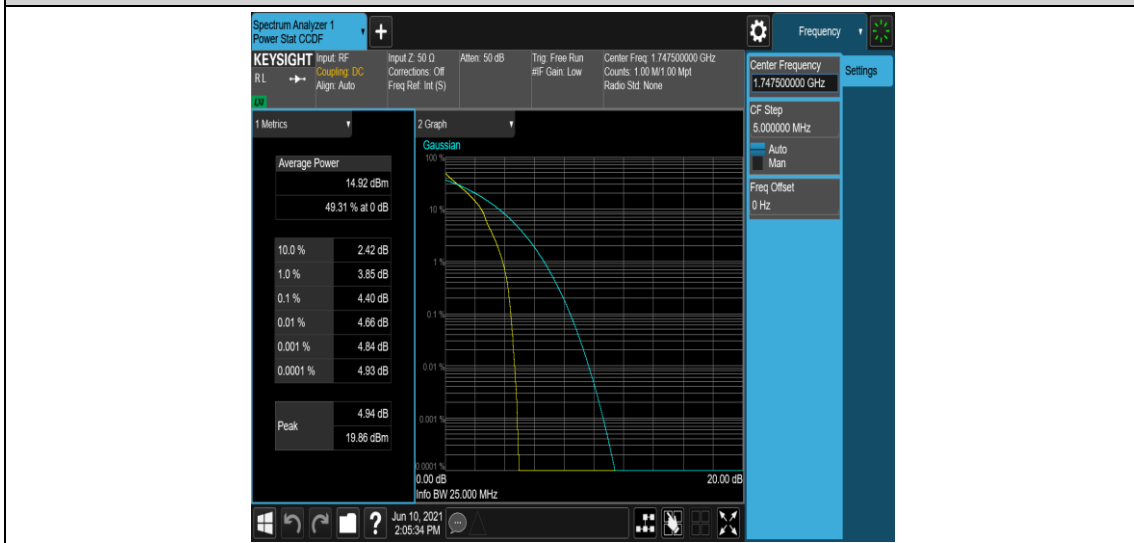 Spectrum Analyzer 1
Power Stat CCDF
+
Frequency
KEYSIGHT
RL
LXI
Input: RF
Coupling: DC
Align: Auto
Input Z: 50 Ω
Corrections: Off
Freq Ref: Int (S)
Atten: 50 dB
Trig: Free Run
#IF Gain: Low
Center Freq: 1.747500000 GHz
Counts: 1.00 M/1.00 Mpt
Radio Std: None
Center Frequency
1.747500000 GHz
Settings
CF Step
5.000000 MHz
Auto
Man
Freq Offset
0 Hz
1 Metrics
Average Power
14.92 dBm
49.31 % at 0 dB
10.0 % 2.42 dB
1.0 % 3.85 dB
0.1 % 4.40 dB
0.01 % 4.66 dB
0.001 % 4.84 dB
0.0001 % 4.93 dB
Peak
4.94 dB
19.86 dBm
2 Graph
Gaussian
100 %
10 %
1 %
0.1 %
0.01 %
0.001 %
0.0001 %
0.00 dB 20.00 dB
Info BW 25.000 MHz
?
Jun 10, 2021
2:05:34 PM